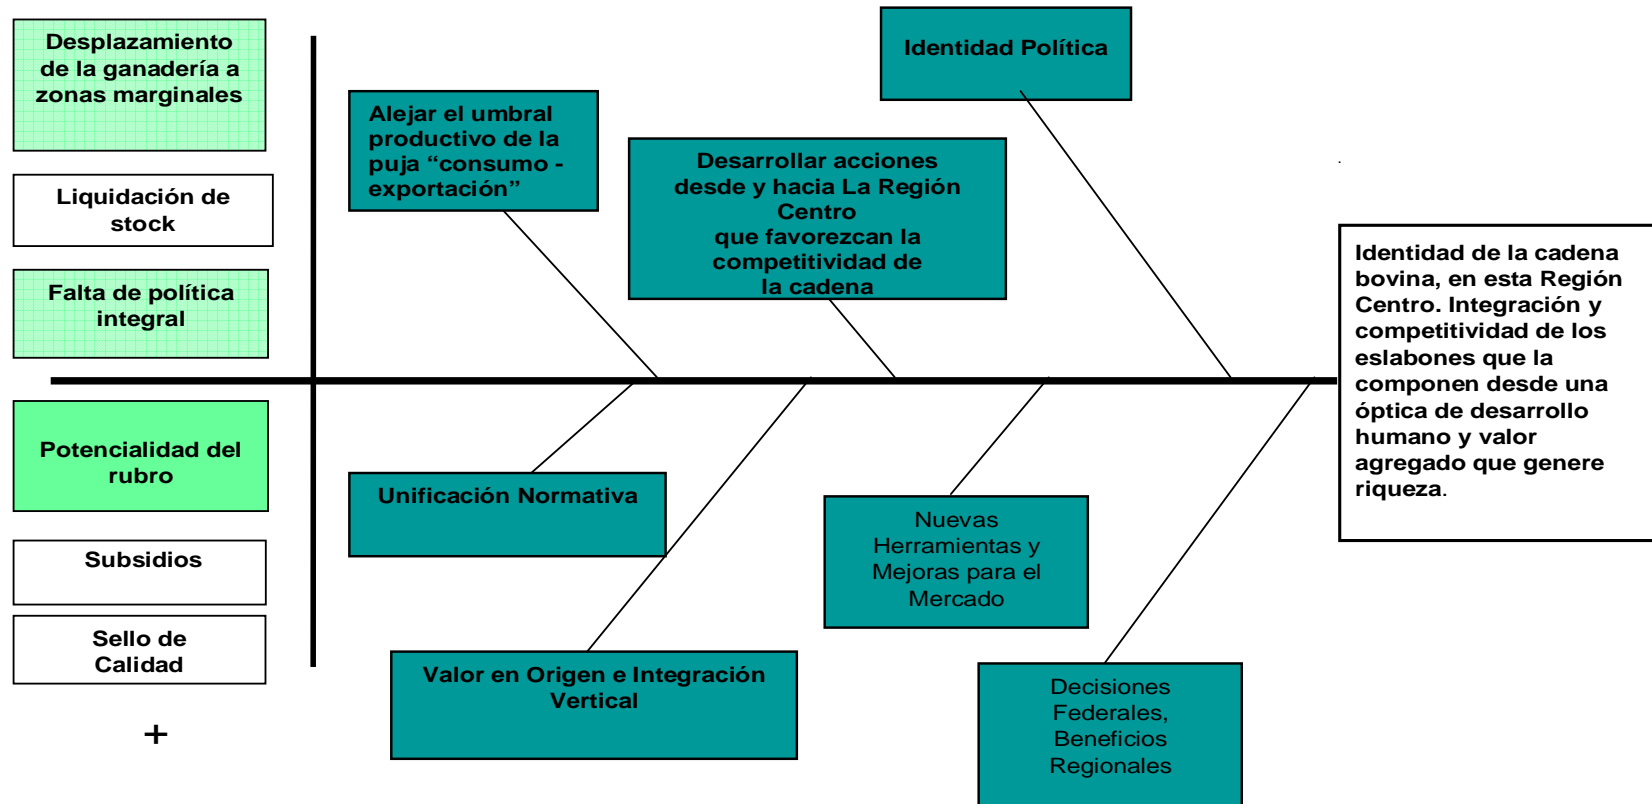 Desplazamiento
de la ganadería a
zonas marginales
Liquidación de
stock
Falta de política
integral
Potencialidad del
rubro
Subsidios
Sello de
Calidad
+
Alejar el umbral
productivo de la
puja “consumo -
exportación”
Desarrollar acciones
desde y hacia La Región
Centro
que favorezcan la
competitividad de
la cadena
Identidad Política
Unificación Normativa
Valor en Origen e Integración
Vertical
Nuevas
Herramientas y
Mejoras para el
Mercado
Decisiones
Federales,
Beneficios
Regionales
Identidad de la cadena
bovina, en esta Región
Centro. Integración y
competitividad de los
eslabones que la
componen desde una
óptica de desarrollo
humano y valor
agregado que genere
riqueza.